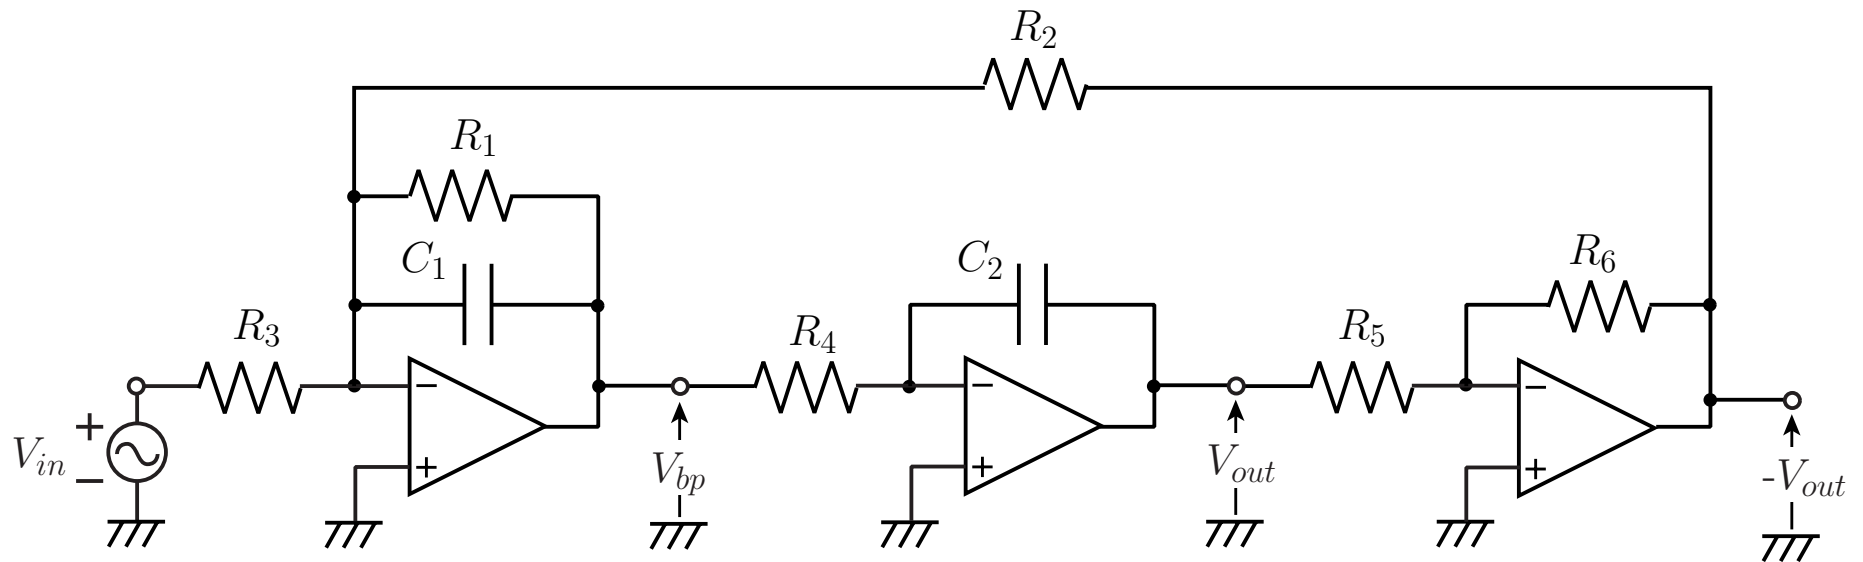 R2
R1
C1
C2
R6
R3
R4
R5
+
−
Vin
−
+
Vbp
−
+
Vout
−
+
-Vout